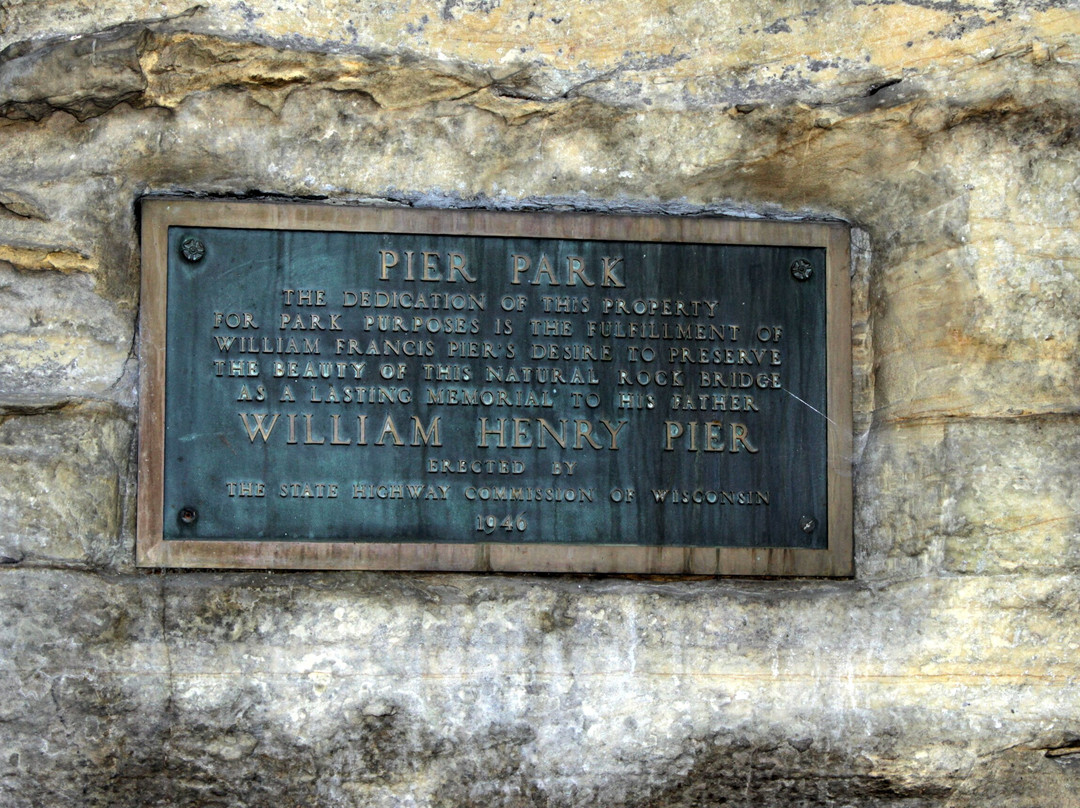 PIER PARK
THE DEDICATION OF THIS PROPERTY
FOR PARK PURPOSES IS THE FULFILLMENT OF
WILLIAM FRANCIS PIER'S DESIRE TO PRESERVE
THE BEAUTY OF THIS NATURAL ROCK BRIDGE
AS A LASTING MEMORIAL TO HIS FATHER
WILLIAM HENRY PIER
ERECTED BY
THE STATE HIGHWAY COMMISSION OF WISCONSIN
1946